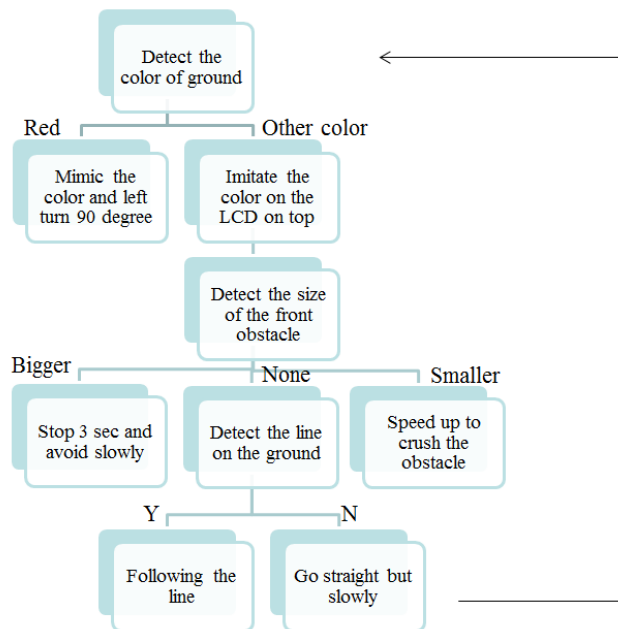 Detect the
color of ground
Red
Other color
Mimic the
color and left
turn 90 degree
Imitate the
color on the
LCD on top
Detect the size
of the front
obstacle
Bigger
None
Smaller
Stop 3 sec and
avoid slowly
Detect the line
on the ground
Speed up to
crush the
obstacle
Y
N
Following the
line
Go straight but
slowly